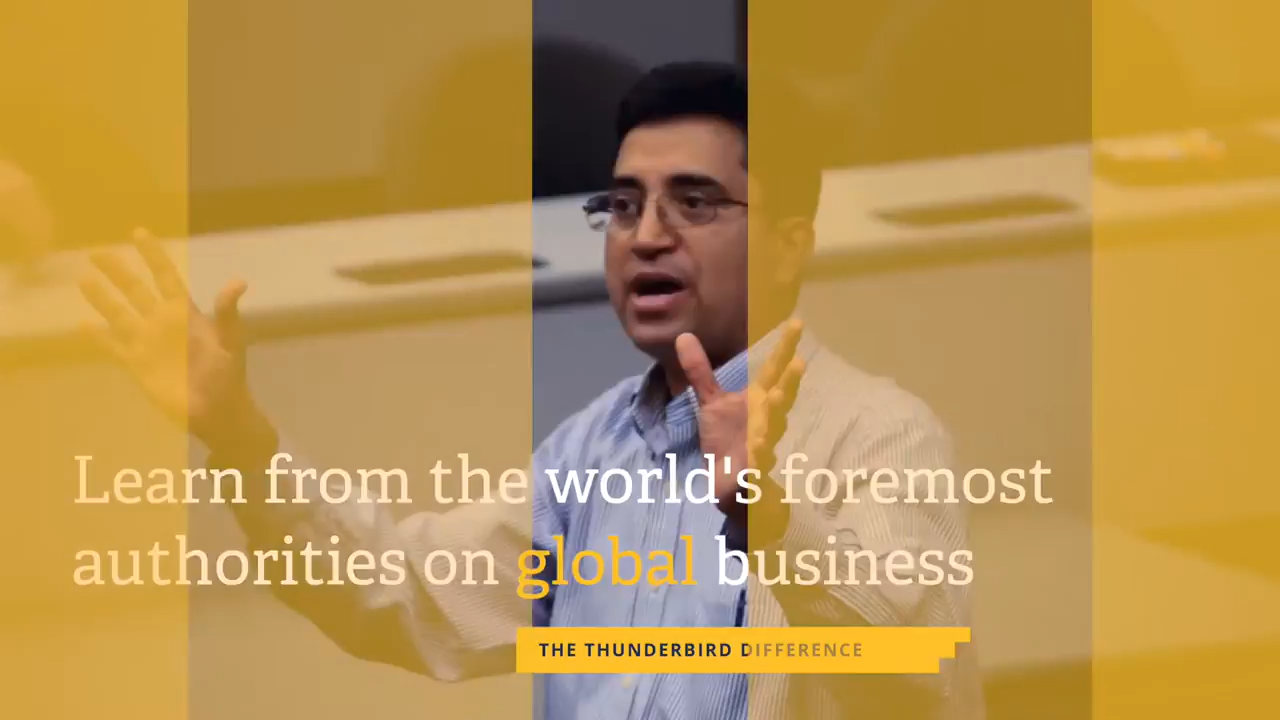 Learn from the world's foremost
authorities on global business
THE THUNDERBIRD DIFFERENCE